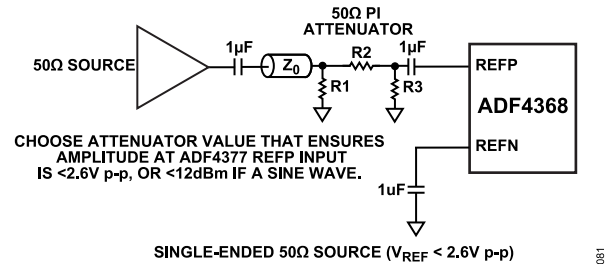 50Ω PI
ATTENUATOR
50Ω SOURCE
1µF
Z0
R1
R2
R3
1µF
REFP
ADF4368
REFN
1uF
CHOOSE ATTENUATOR VALUE THAT ENSURES
AMPLITUDE AT ADF4377 REFP INPUT
IS <2.6V p-p, OR <12dBm IF A SINE WAVE.
SINGLE-ENDED 50Ω SOURCE (VREF < 2.6V p-p)
081